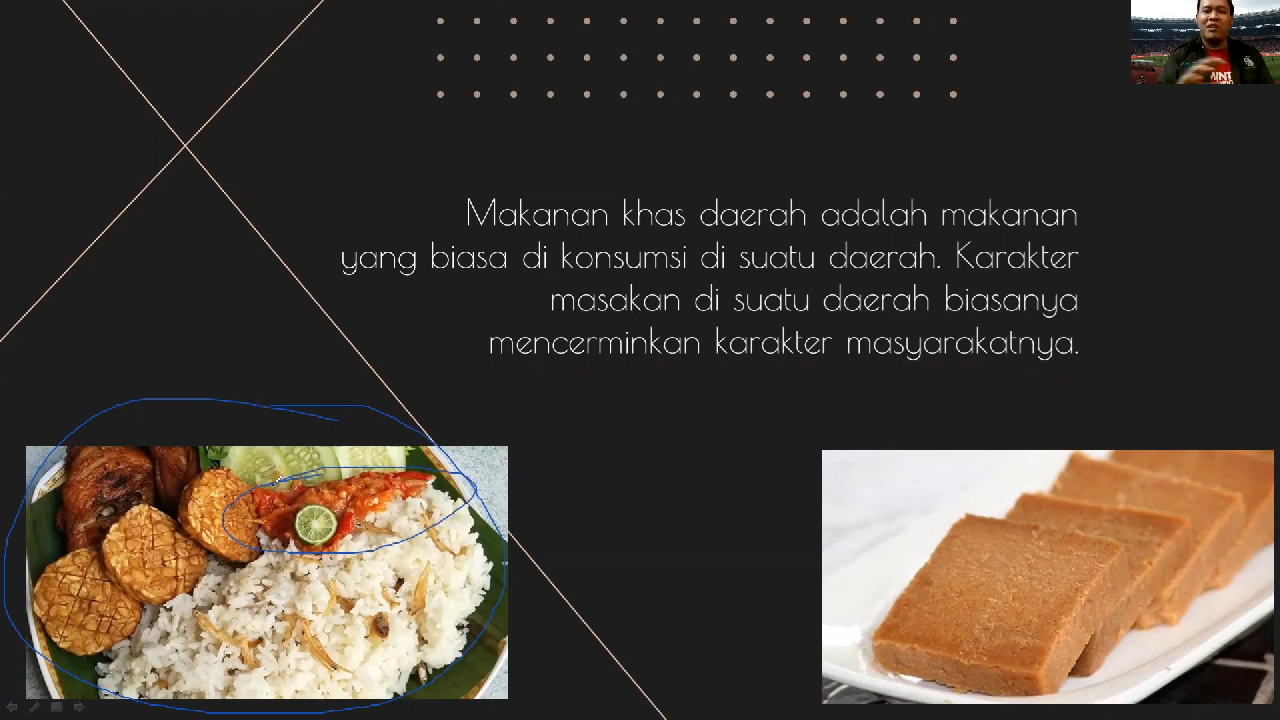 Makanan khas daerah adalah makanan
yang biasa di konsumsi di suatu daerah. Karakter
masakan di suatu daerah biasanya
mencerminkan karakter masyarakatnya.